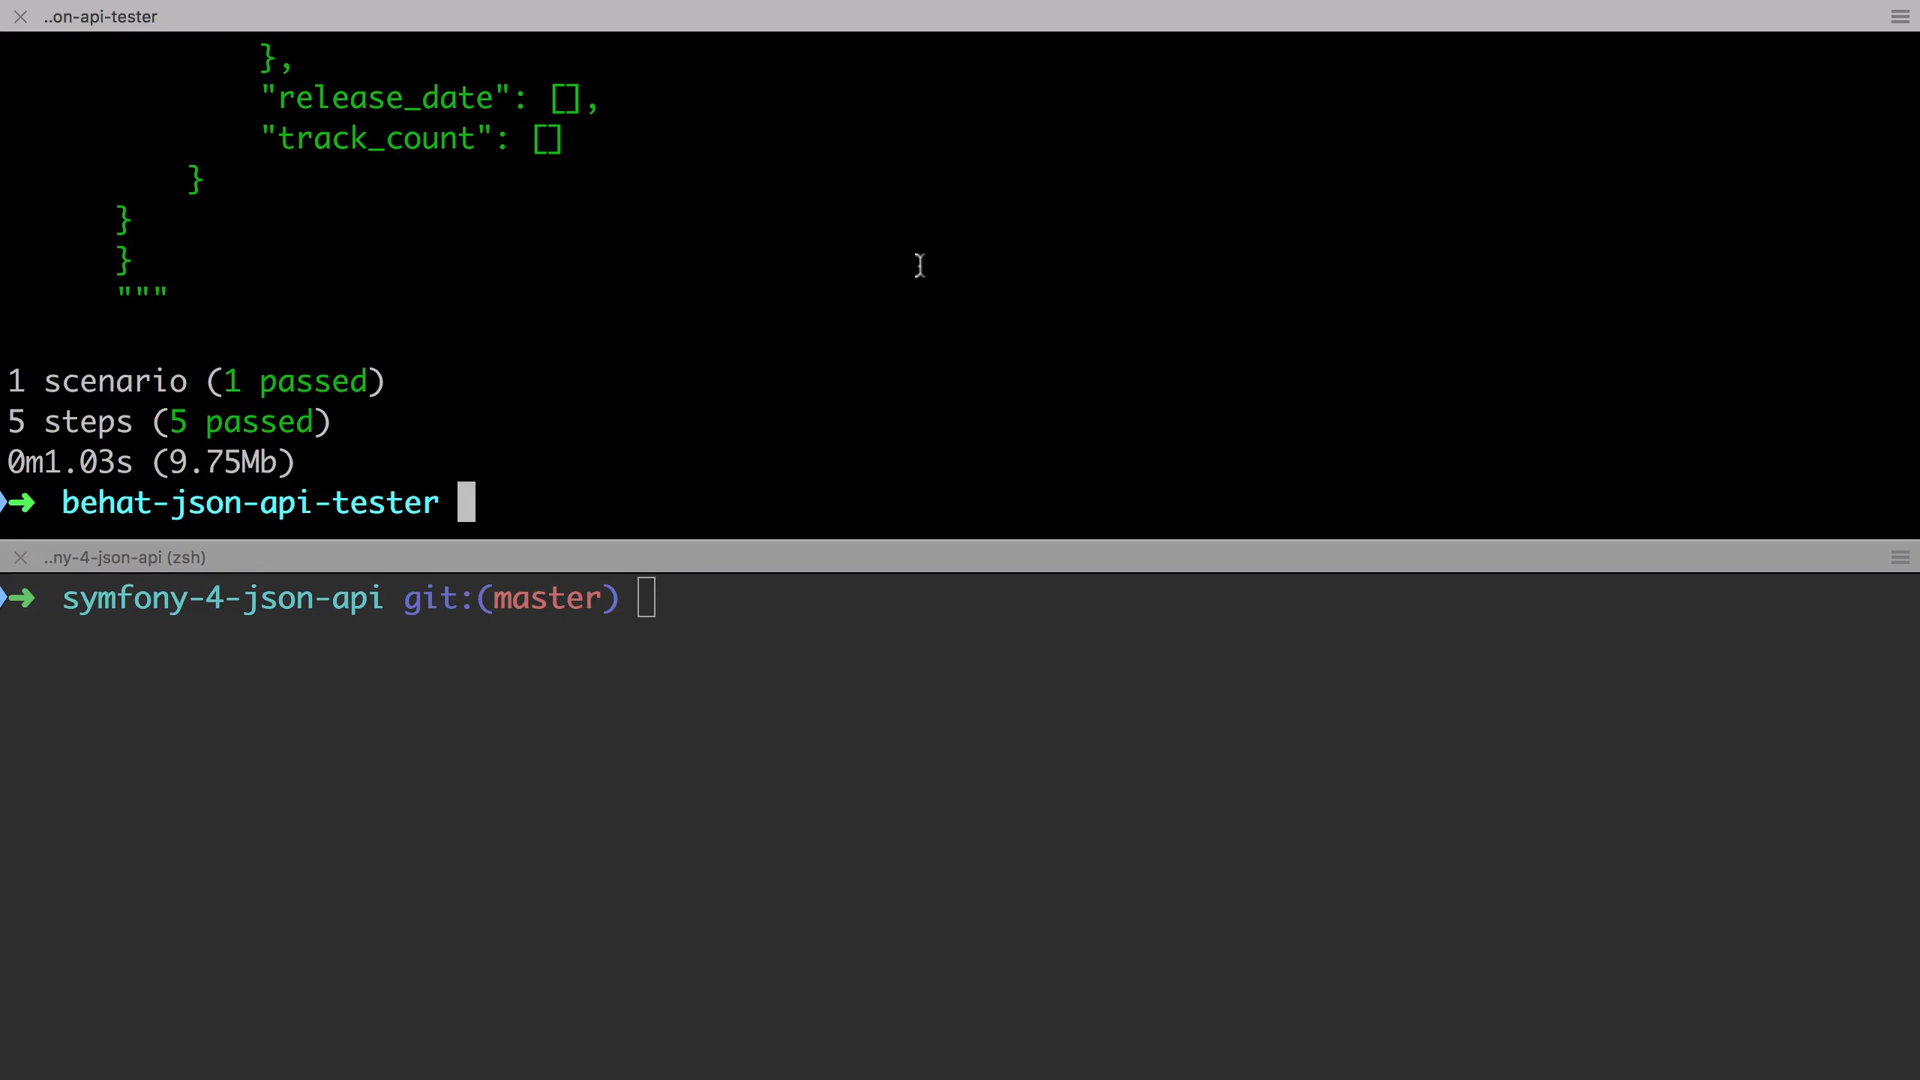 ..on-api-tester
},
"release_date": [],
"track_count": []
}
}
}
"""
1 scenario (1 passed)
5 steps (5 passed)
0m1.03s (9.75Mb)
➜ behat-json-api-tester
..ny-4-json-api (zsh)
➜ symfony-4-json-api git:(master)